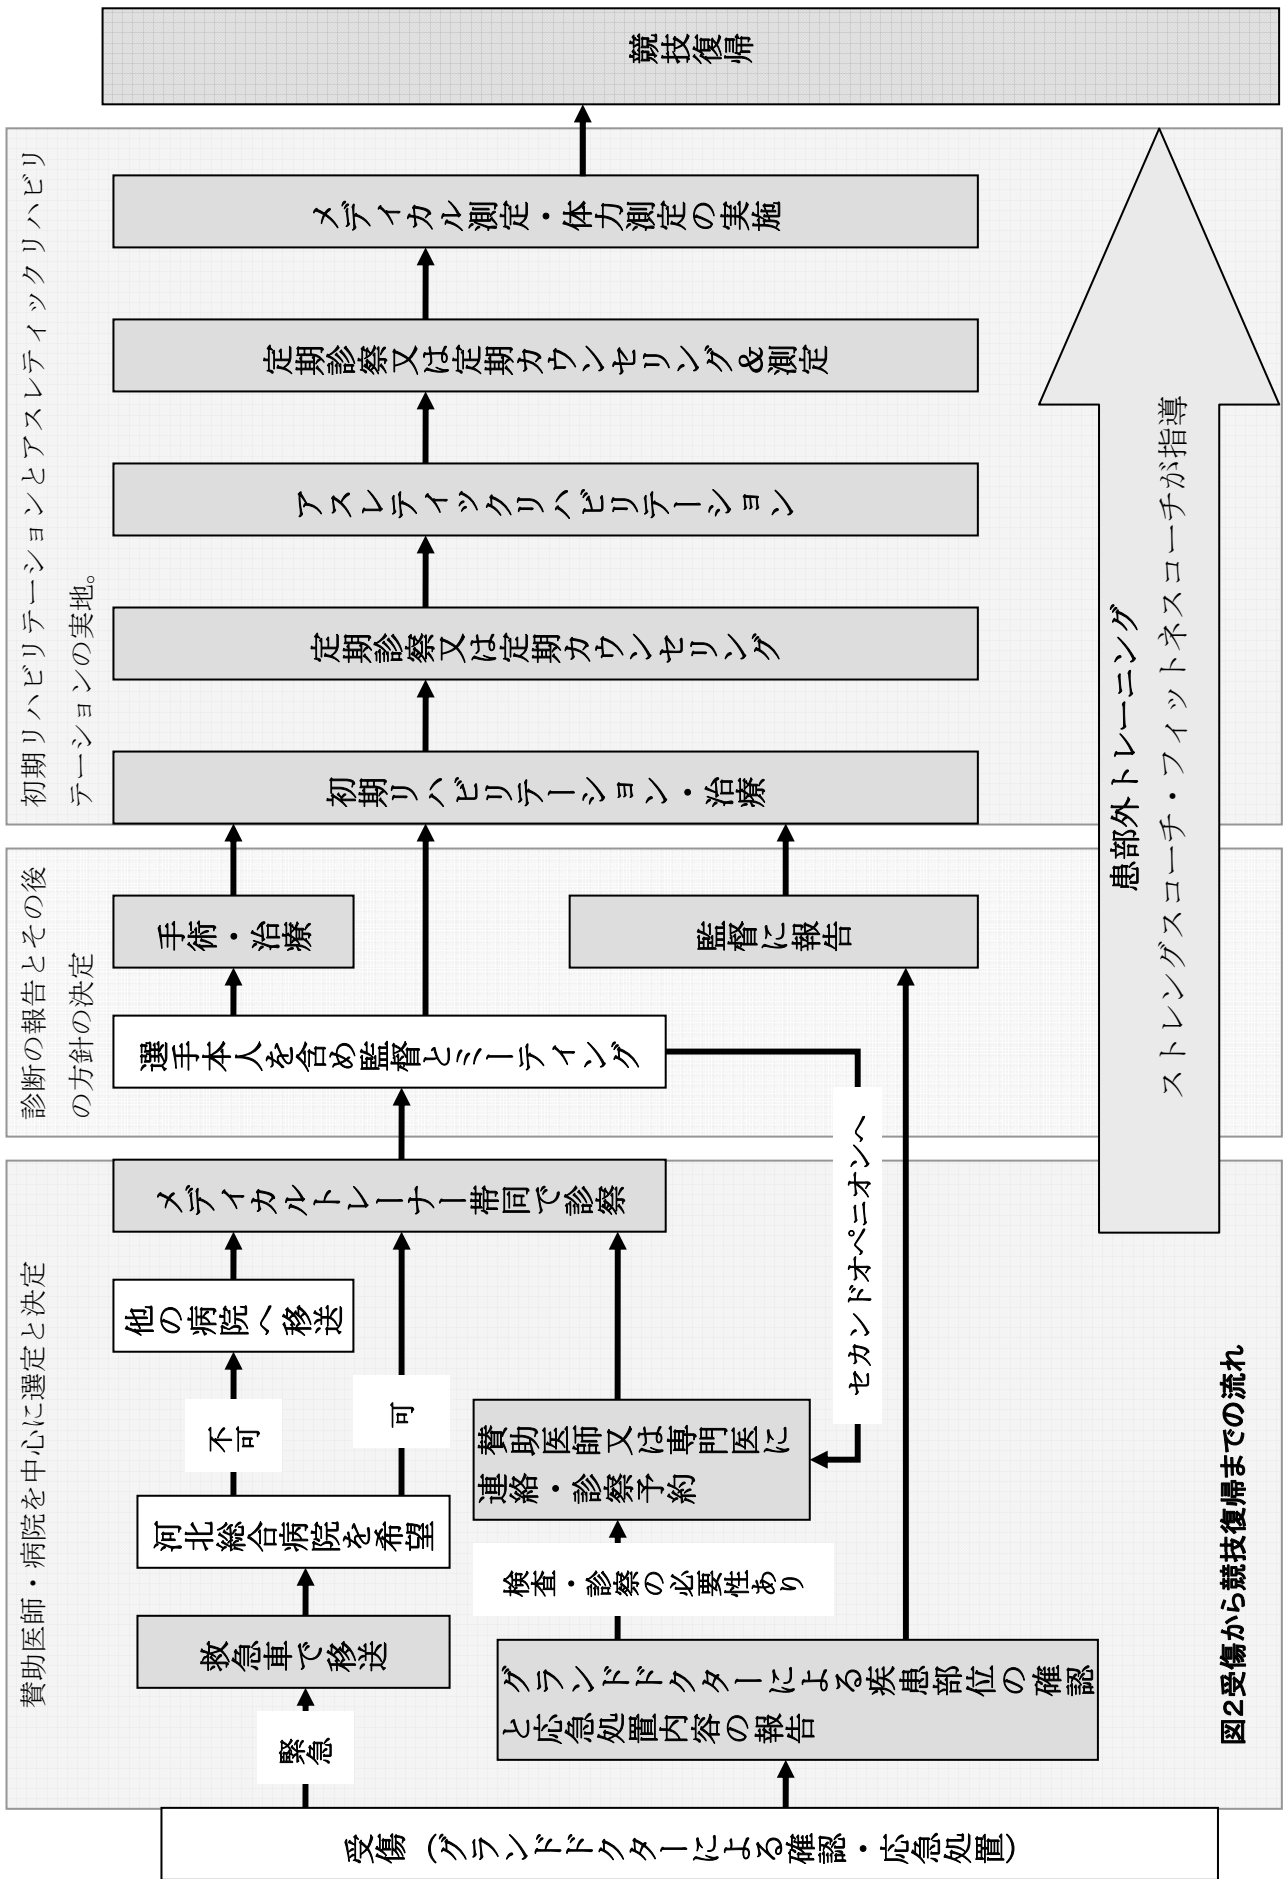 受傷（グランドドクターによる確認・応急処置）
賛助医師・病院を中心に選定と決定
緊急
救急車で移送
河北総合病院を希望
不可
可
他の病院へ移送
グランドドクターによる疾患部位の確認
と応急処置内容の報告
検査・診察の必要性あり
賛助医師又は専門医に
連絡・診察予約
メディカルトレーナー帯同で診察
セカンドオペニオンへ
診断の報告とその後
の方針の決定
選手本人を含め監督とミーティング
手術・治療
監督に報告
初期リハビリテーションとアスレティックリハビリ
テーションの実地。
初期リハビリテーション・治療
定期診察又は定期カウンセリング
アスレティックリハビリテーション
定期診察又は定期カウンセリング＆測定
メディカル測定・体力測定の実施
患部外トレーニング
ストレングスコーチ・フィットネスコーチが指導
競技復帰
図2受傷から競技復帰までの流れ